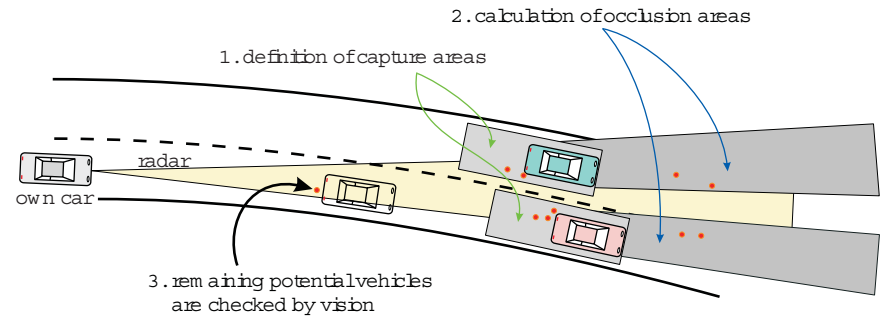 2. calculation of occlusion areas
1. definition of capture areas
radar
own car
3. remaining potential vehicles
are checked by vision